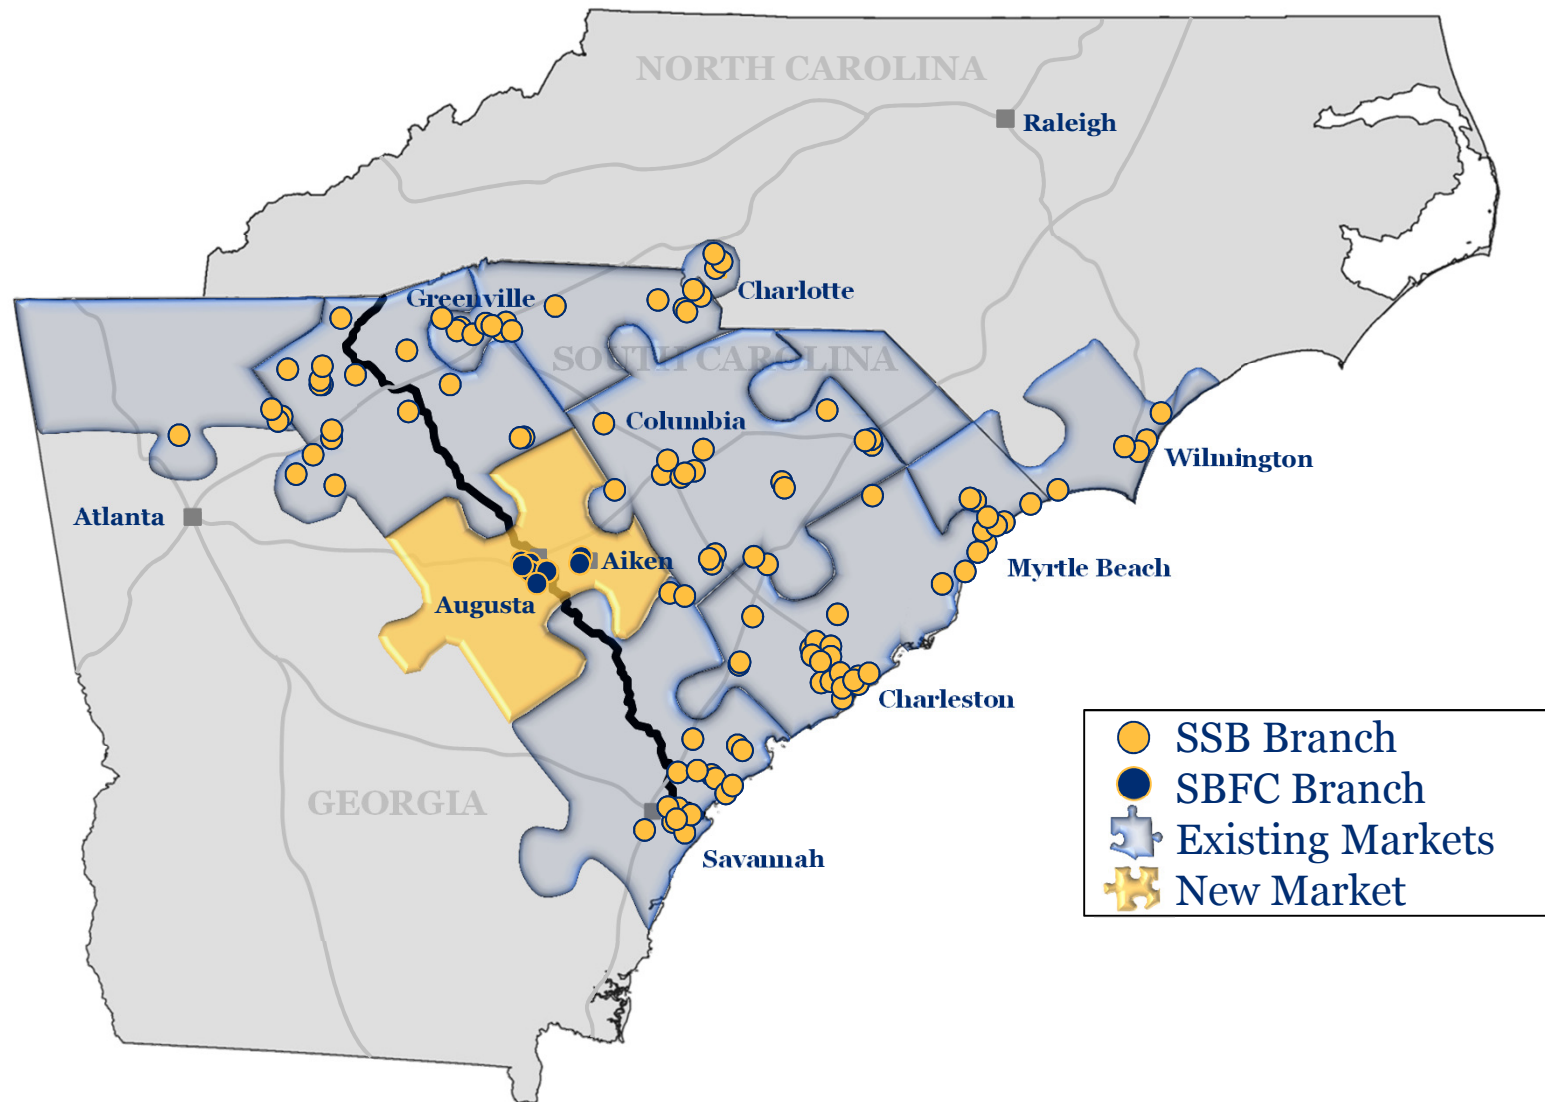 NORTH CAROLINA
Raleigh
Charlotte
Greenville
SOUTH CAROLINA
Columbia
Wilmington
Atlanta
Aiken
Myrtle Beach
Augusta
Charleston
GEORGIA
Savannah
SSB Branch
SBFC Branch
Existing Markets
New Market